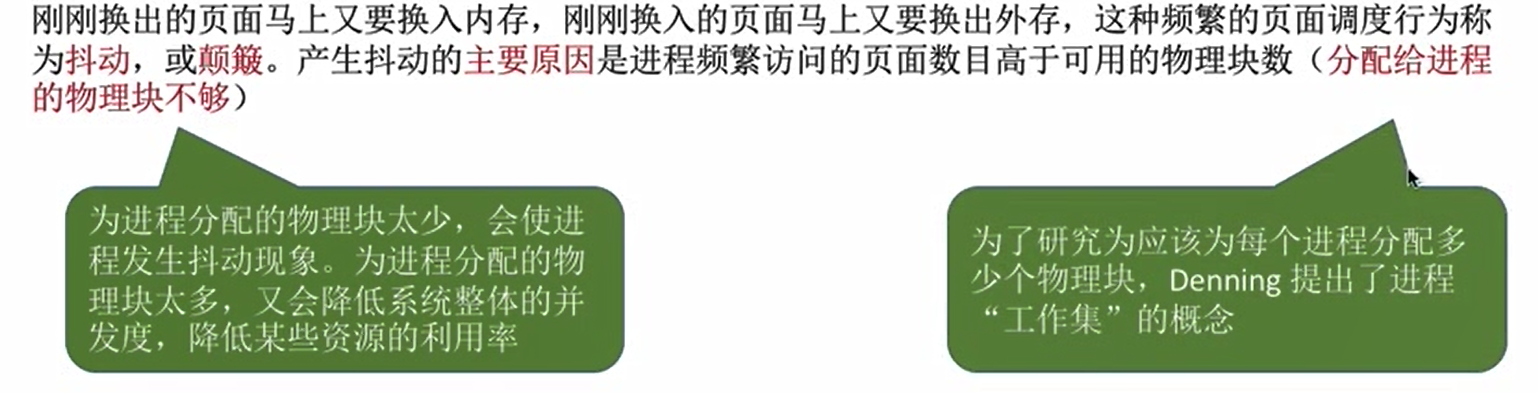 刚刚换出的页面马上又要换入内存，刚刚换入的页面马上又要换出外存，这种频繁的页面调度行为称
为抖动，或颠簸。产生抖动的主要原因是进程频繁访问的页面数目高于可用的物理块数（分配给进程
的物理块不够）
为进程分配的物理块太少，会使进
程发生抖动现象。为进程分配的物
理块太多，又会降低系统整体的并
发度，降低某些资源的利用率
为了研究为应该为每个进程分配多
少个物理块，Denning 提出了进程
“工作集”的概念